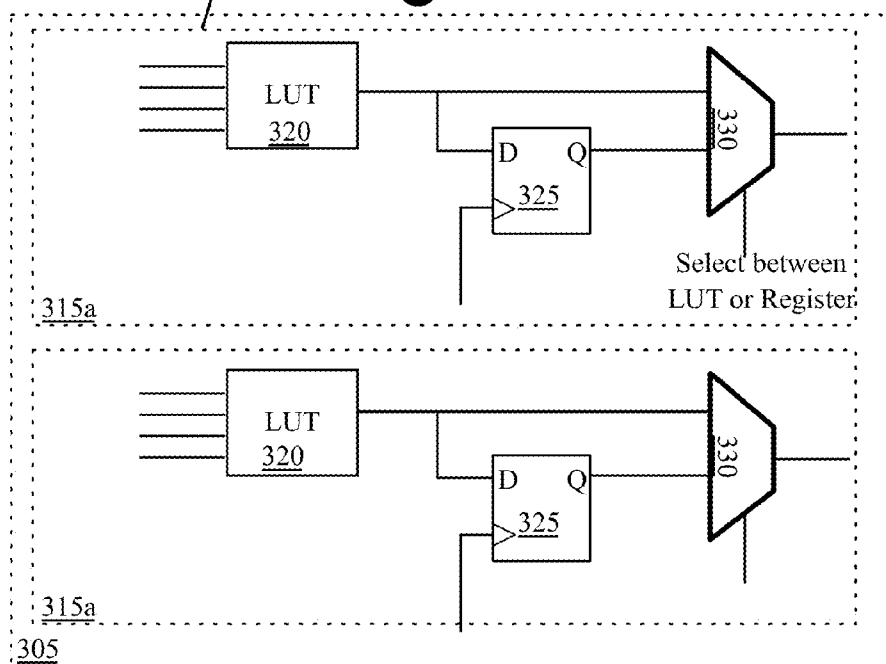 LUT
320
D Q
325
330
Select between
LUT or Register
315a
LUT
320
D Q
325
330
315a
305